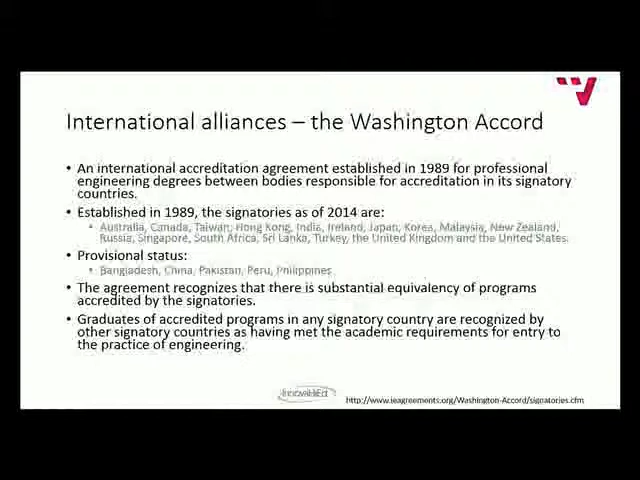 International alliances – the Washington Accord
• An international accreditation agreement established in 1989 for professional
engineering degrees between bodies responsible for accreditation in its signatory
countries.
• Established in 1989, the signatories as of 2014 are:
• Australia, Canada, Taiwan, Hong Kong, India, Ireland, Japan, Korea, Malaysia, New Zealand,
Russia, Singapore, South Africa, Sri Lanka, Turkey, the United Kingdom and the United States.
• Provisional status:
• Bangladesh, China, Pakistan, Peru, Philippines
• The agreement recognizes that there is substantial equivalency of programs
accredited by the signatories.
• Graduates of accredited programs in any signatory country are recognized by
other signatory countries as having met the academic requirements for entry to
the practice of engineering.
http://www.ieagreements.org/Washington-Accord/signatories.cfm